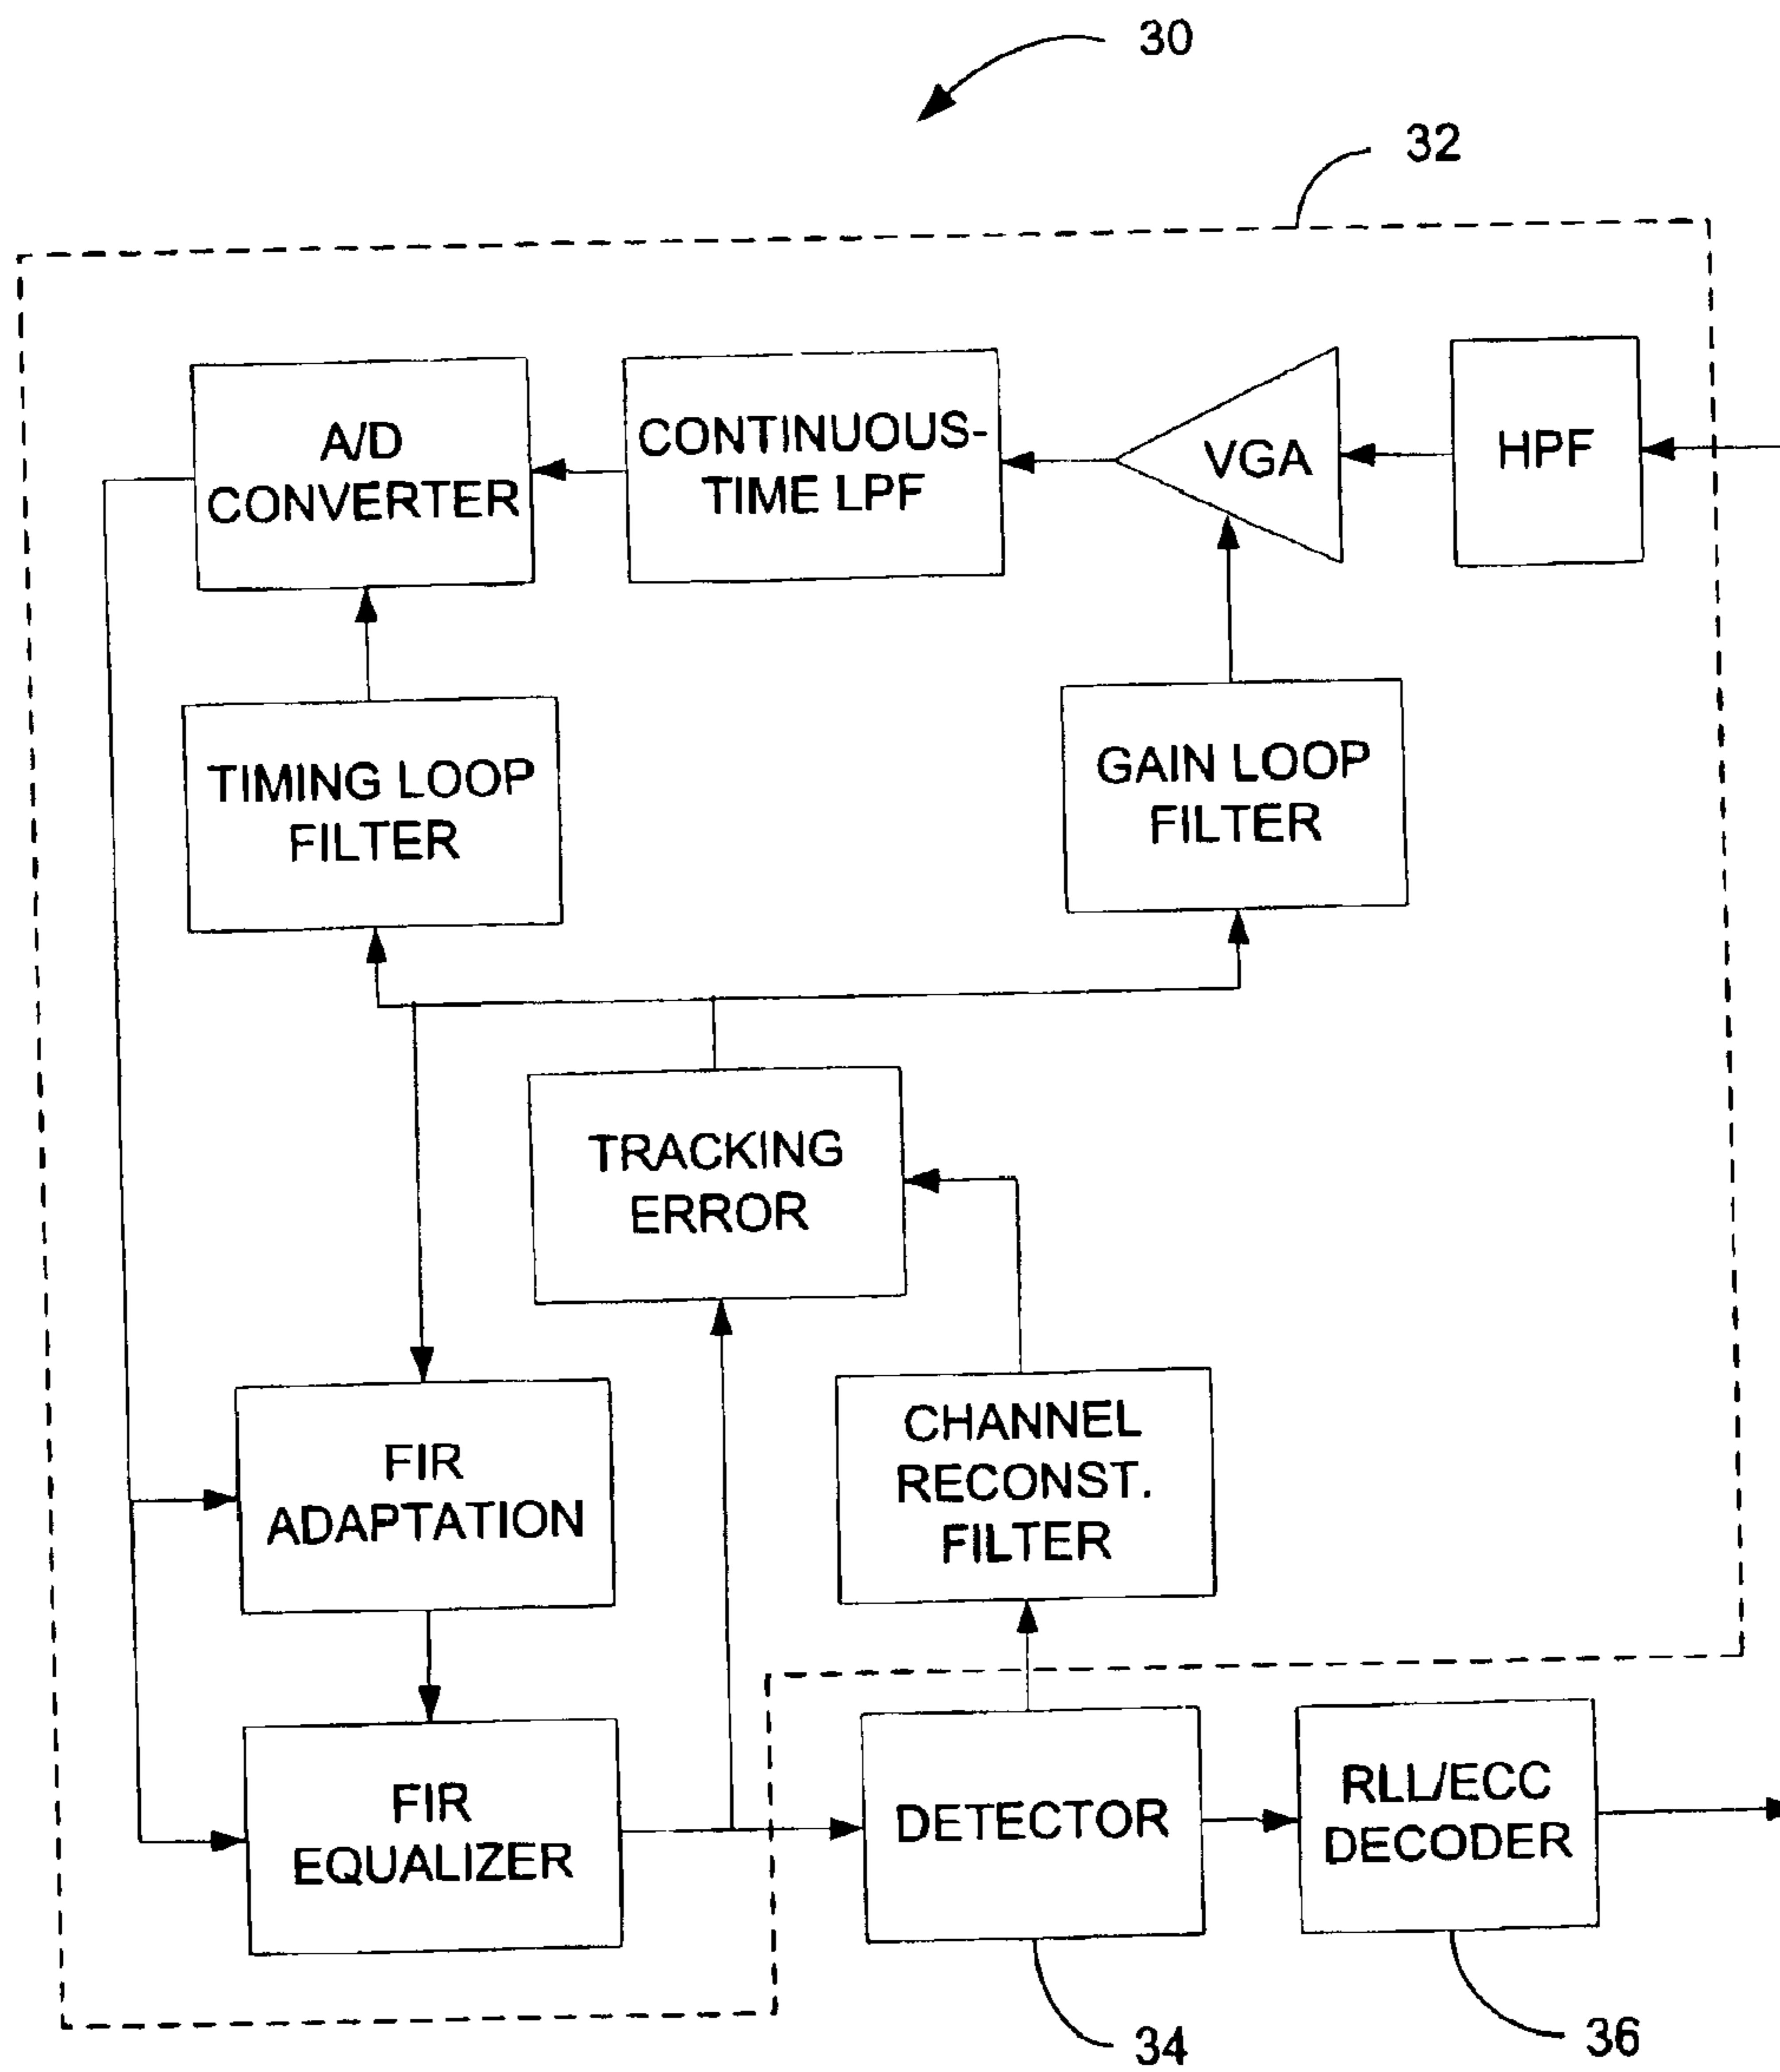 30
32
A/D
CONVERTER
CONTINUOUS-
TIME LPF
VGA
HPF
TIMING LOOP
FILTER
GAIN LOOP
FILTER
TRACKING
ERROR
FIR
ADAPTATION
CHANNEL
RECONST.
FILTER
FIR
EQUALIZER
DETECTOR
RLL/ECC
DECODER
34
36